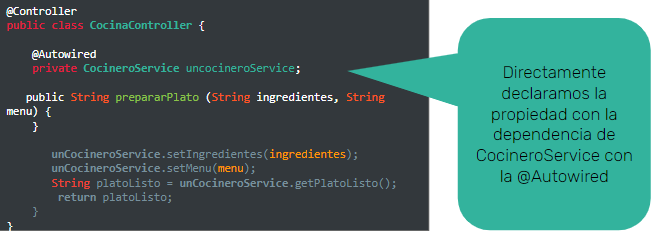 @Controller
public class CocinaController {
@Autowired
private CocineroService uncocineroService;
public String prepararPlato (String ingredientes, String
menu) {
}
unCocineroService.setIngredientes(ingredientes);
unCocineroService.setMenu(menu);
String platoListo = unCocineroService.getPlatoListo();
return platoListo;
}
}
Directamente
declaramos la
propiedad con la
dependencia de
CocineroService con
la @Autowired